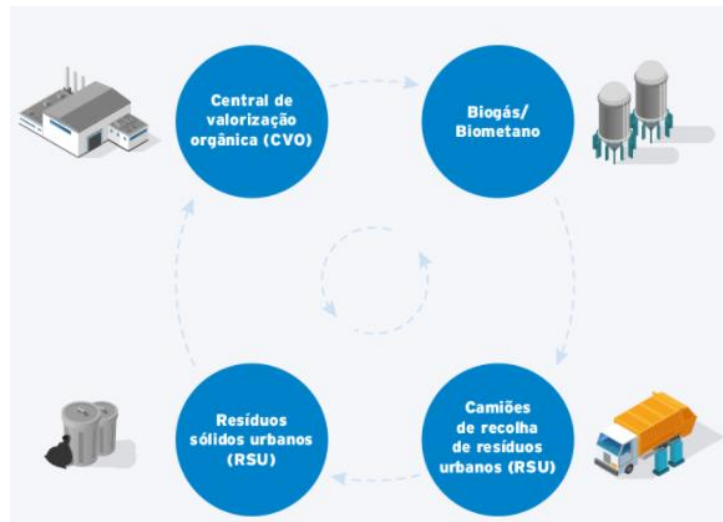 Central de
valorização
orgânica (CVO)
Biogás/
Biometano
Resíduos
sólidos urbanos
(RSU)
Camiões
de recolha
de resíduos
urbanos (RSU)